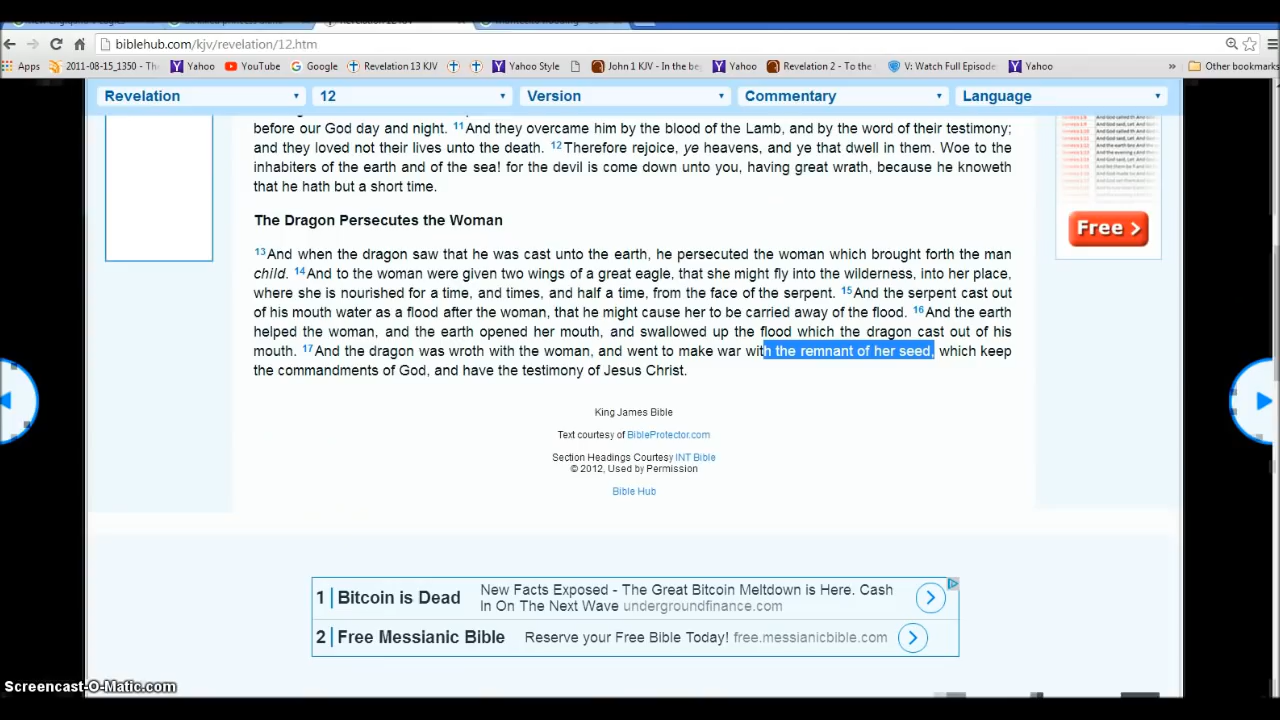 biblehub.com/kjv/revelation/12.htm
Apps 2011-08-15_1350 - Th Yahoo YouTube Google Revelation 13 KJV Yahoo Style John 1 KJV - In the be Yahoo Revelation 2 - To the V: Watch Full Episode Yahoo » Other bookmarks
Revelation 12 Version Commentary Language
before our God day and night. 11And they overcame him by the blood of the Lamb, and by the word of their testimony;
and they loved not their lives unto the death. 12Therefore rejoice, ye heavens, and ye that dwell in them. Woe to the
inhabiters of the earth and of the sea! for the devil is come down unto you, having great wrath, because he knoweth
that he hath but a short time.
Free >
The Dragon Persecutes the Woman
13And when the dragon saw that he was cast unto the earth, he persecuted the woman which brought forth the man
child. 14And to the woman were given two wings of a great eagle, that she might fly into the wilderness, into her place,
where she is nourished for a time, and times, and half a time, from the face of the serpent. 15And the serpent cast out
of his mouth water as a flood after the woman, that he might cause her to be carried away of the flood. 16And the earth
helped the woman, and the earth opened her mouth, and swallowed up the flood which the dragon cast out of his
mouth. 17And the dragon was wroth with the woman, and went to make war with the remnant of her seed, which keep
the commandments of God, and have the testimony of Jesus Christ.
King James Bible
Text courtesy of BibleProtector.com
Section Headings Courtesy INT Bible
© 2012, Used by Permission
Bible Hub
1 | Bitcoin is Dead New Facts Exposed - The Great Bitcoin Meltdown is Here. Cash
In On The Next Wave undergroundfinance.com
2 | Free Messianic Bible Reserve your Free Bible Today! free.messianicbible.com
Screencast-O-Matic.com